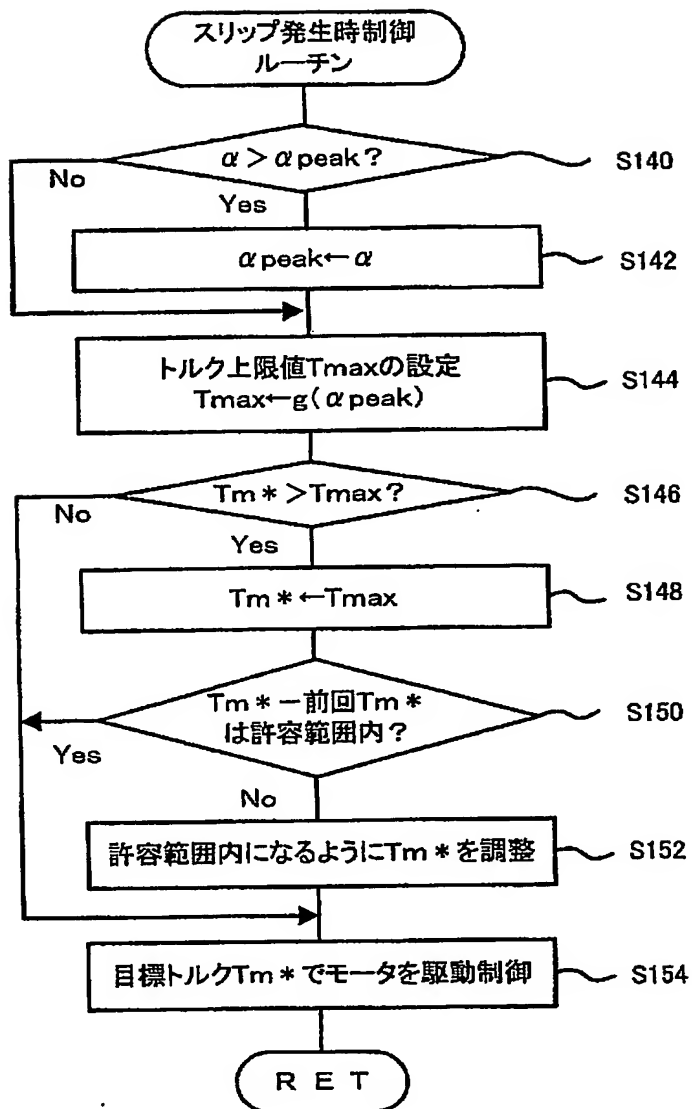 スリップ発生時制御
ルーチン
α>αpeak?
S140
No
Yes
αpeak←α
S142
トルク上限値Tmaxの設定
Tmax←g(αpeak)
S144
Tm*>Tmax?
S146
No
Yes
Tm*←Tmax
S148
Tm*-前回Tm*
は許容範囲内?
S150
Yes
No
許容範囲内になるようにTm*を調整
S152
目標トルクTm*でモータを駆動制御
S154
RET